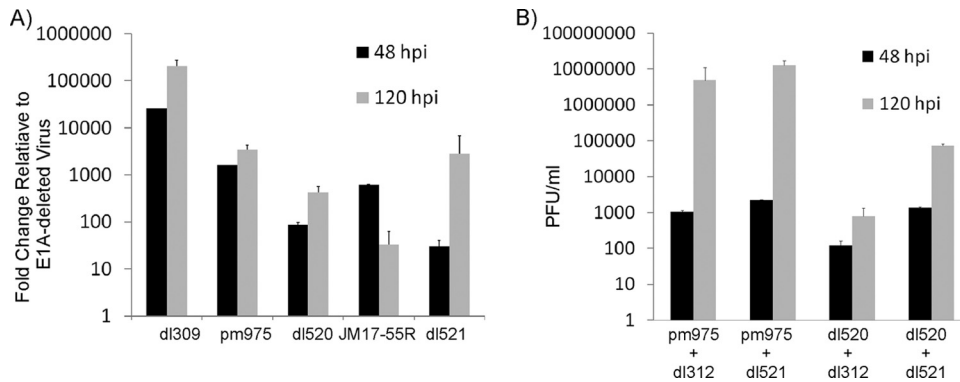 A)
Fold Change Relatiave to
E1A-deleted Virus
1000000
100000
10000
1000
100
10
1
48 hpi
120 hpi
dl309 pm975 dl520 JM17-55R dl521
B)
PFU/ml
100000000
10000000
1000000
100000
10000
1000
100
10
1
48 hpi
120 hpi
pm975 pm975 dl520 dl520
+ + + +
dl312 dl521 dl312 dl521